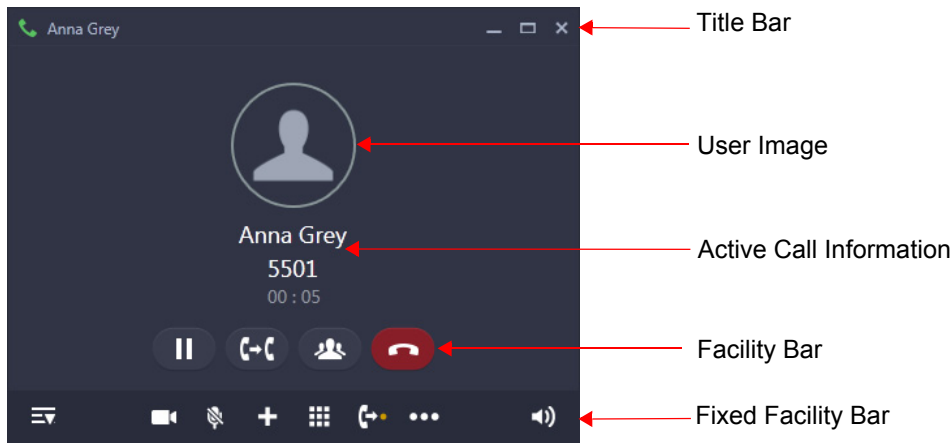 Anna Grey
Title Bar
User Image
Anna Grey
Active Call Information
5501
00 : 05
Facility Bar
Fixed Facility Bar